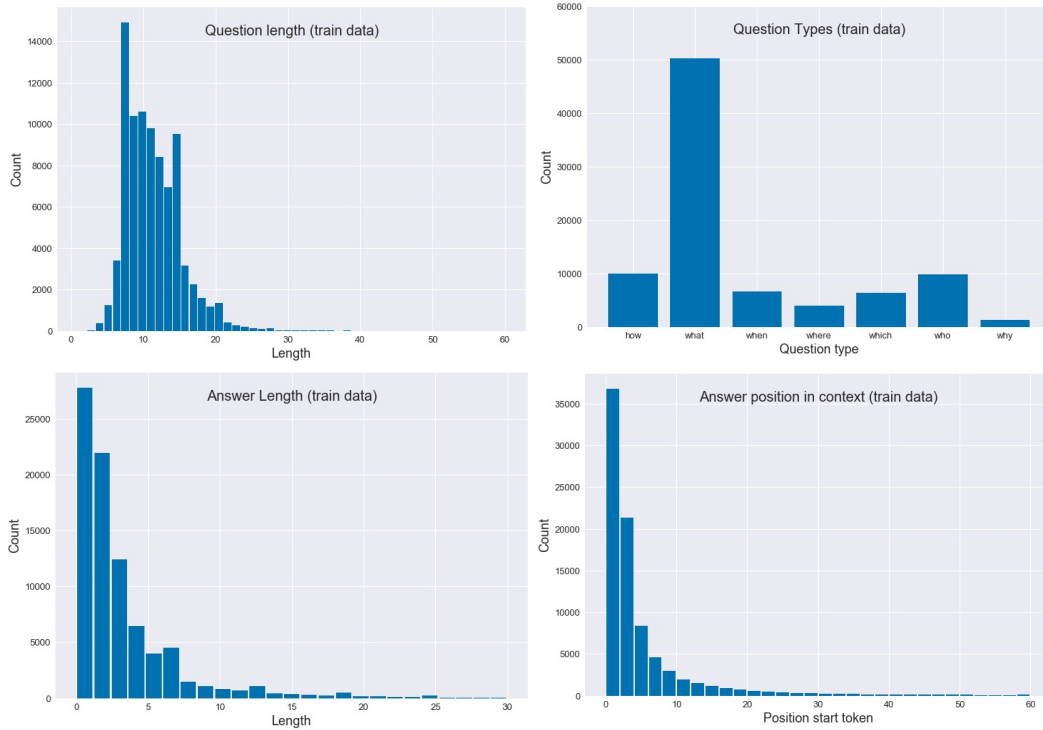 Question length (train data)
14000
12000
10000
8000
6000
4000
2000
0
Count
0 10 20 30 40 50 60
Length
Question Types (train data)
60000
50000
40000
30000
20000
10000
0
Count
how what when where which who why
Question type
Answer Length (train data)
25000
20000
15000
10000
5000
0
Count
0 5 10 15 20 25 30
Length
Answer position in context (train data)
35000
30000
25000
20000
15000
10000
5000
0
Count
0 10 20 30 40 50 60
Position start token